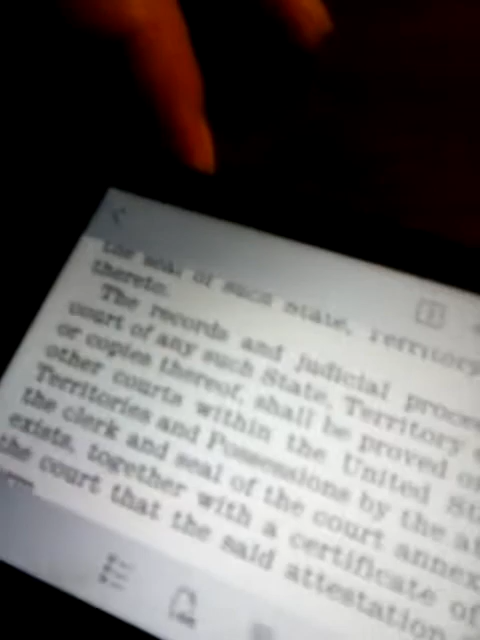 the seal of such State, Territory
thereto.
The records and judicial procee
court of any such State, Territory
or copies thereof, shall be proved o
other courts within the United St
Territories and Possessions by the at
the clerk and seal of the court annex
exists, together with a certificate of
the court that the said attestation